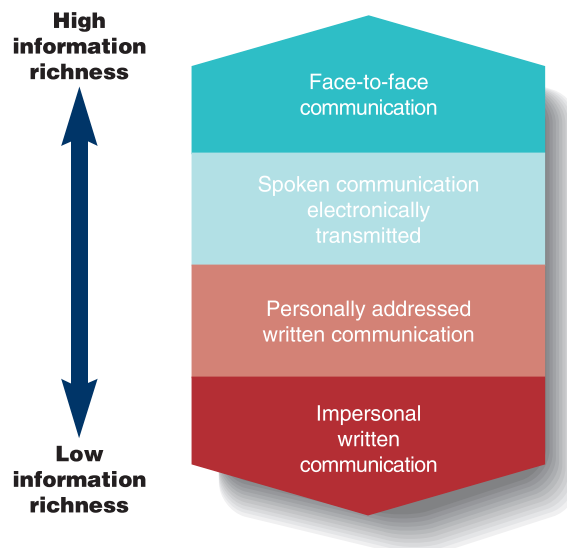 High
information
richness
Face-to-face
communication
Spoken communication
electronically
transmitted
Personally addressed
written communication
Impersonal
written
communication
Low
information
richness